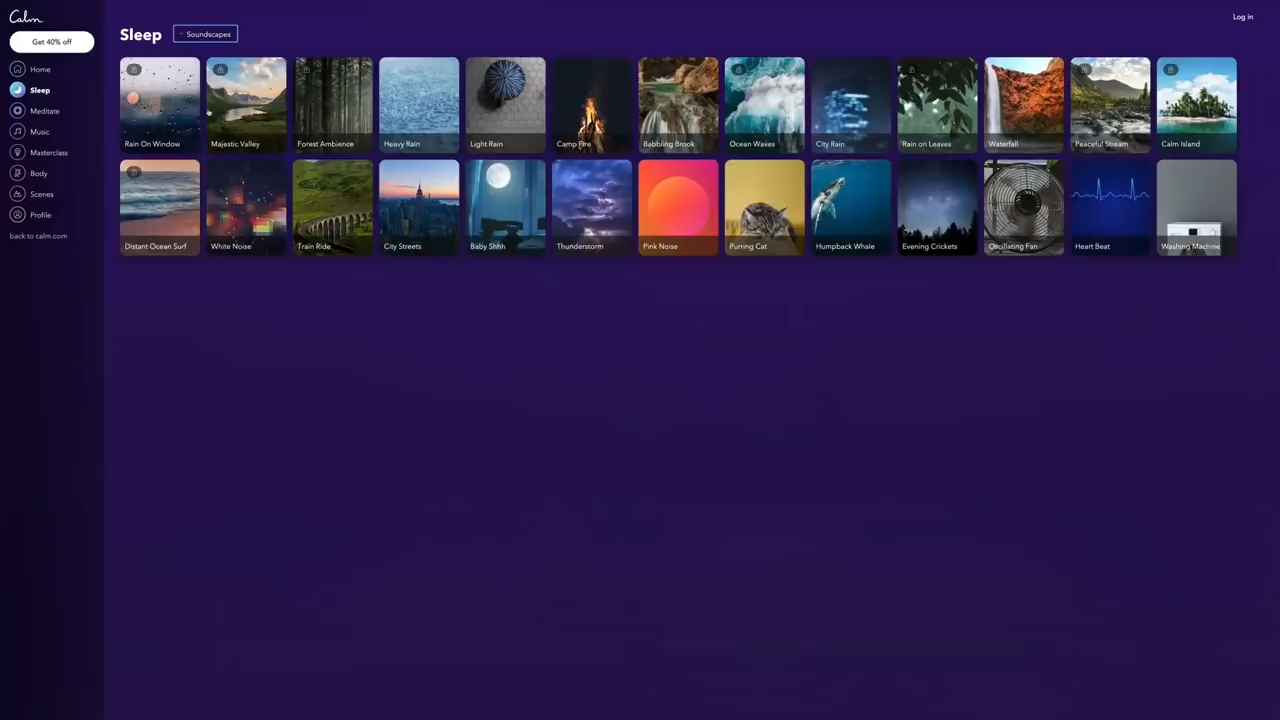 Calm
Get 40% off
Home
Sleep
Meditate
Music
Masterclass
Body
Scenes
Profile
back to calm.com
Log in
Sleep
Soundscapes
Rain On Window
Majestic Valley
Forest Ambience
Heavy Rain
Light Rain
Camp Fire
Babbling Brook
Ocean Waves
City Rain
Rain on Leaves
Waterfall
Peaceful Stream
Calm Island
Distant Ocean Surf
White Noise
Train Ride
City Streets
Baby Shhh
Thunderstorm
Pink Noise
Purring Cat
Humpback Whale
Evening Crickets
Oscillating Fan
Heart Beat
Washing Machine